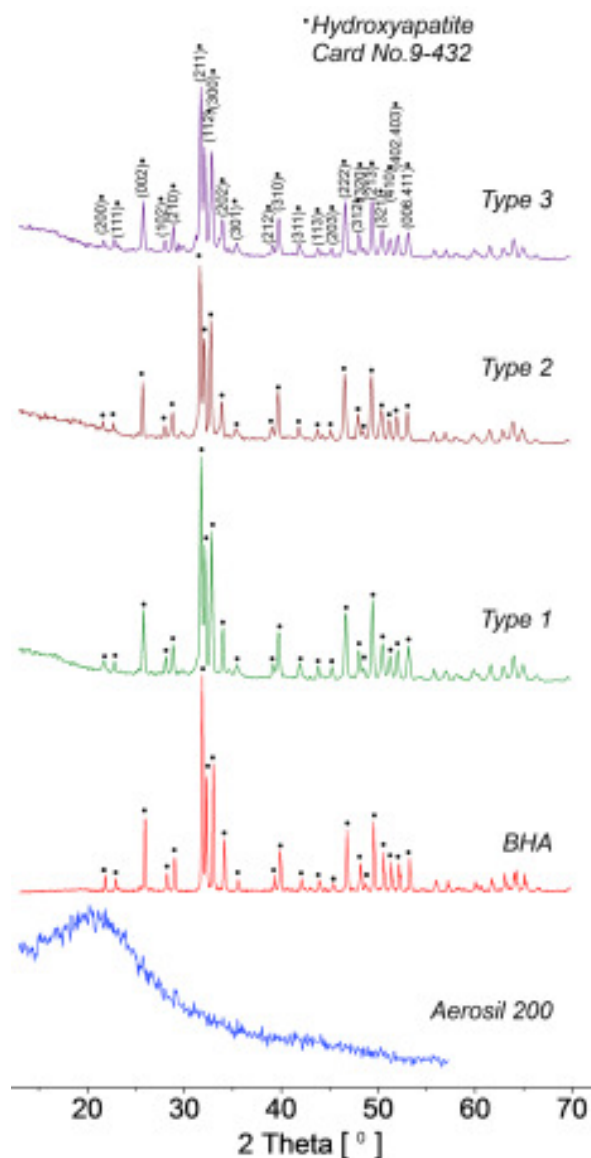 *Hydroxyapatite
Card No.9-432
(200)*
(111)*
(002)*
(102)*
(210)*
(211)*
(112)*
(300)*
(202)*
(301)*
(212)*
(310)*
(311)*
(113)*
(203)*
(222)*
(312)*
(320)*
(213)*
(321)*
(410)*
(402.403)*
(006.411)*
Type 3
Type 2
Type 1
BHA
Aerosil 200
20 30 40 50 60 70
2 Theta [ ⁰ ]